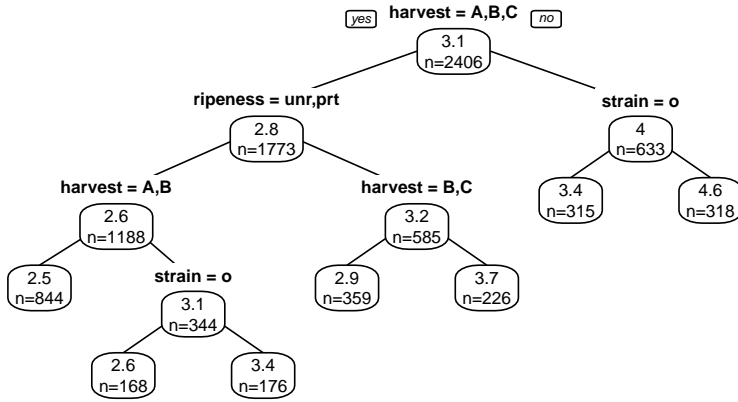 yes harvest = A,B,C no
3.1
n=2406
ripeness = unr,prt
strain = o
2.8
n=1773
4
n=633
harvest = A,B
harvest = B,C
2.6
n=1188
3.2
n=585
3.4
n=315
4.6
n=318
2.5
n=844
strain = o
3.1
n=344
2.9
n=359
3.7
n=226
2.6
n=168
3.4
n=176